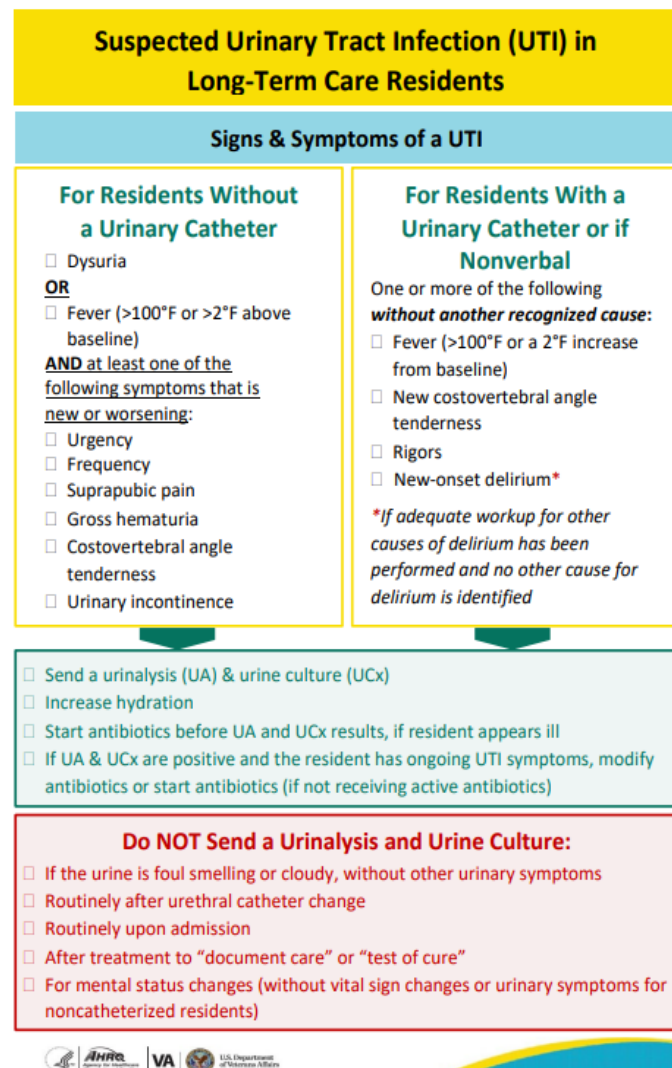 Suspected Urinary Tract Infection (UTI) in
Long-Term Care Residents
Signs & Symptoms of a UTI
For Residents Without
a Urinary Catheter
☐ Dysuria
OR
☐ Fever (>100°F or >2°F above
baseline)
AND at least one of the
following symptoms that is
new or worsening:
☐ Urgency
☐ Frequency
☐ Suprapubic pain
☐ Gross hematuria
☐ Costovertebral angle
tenderness
☐ Urinary incontinence
For Residents With a
Urinary Catheter or if
Nonverbal
One or more of the following
without another recognized cause:
☐ Fever (>100°F or a 2°F increase
from baseline)
☐ New costovertebral angle
tenderness
☐ Rigors
☐ New-onset delirium*
*If adequate workup for other
causes of delirium has been
performed and no other cause for
delirium is identified
☐ Send a urinalysis (UA) & urine culture (UCx)
☐ Increase hydration
☐ Start antibiotics before UA and UCx results, if resident appears ill
☐ If UA & UCx are positive and the resident has ongoing UTI symptoms, modify
antibiotics or start antibiotics (if not receiving active antibiotics)
Do NOT Send a Urinalysis and Urine Culture:
☐ If the urine is foul smelling or cloudy, without other urinary symptoms
☐ Routinely after urethral catheter change
☐ Routinely upon admission
☐ After treatment to “document care” or “test of cure”
☐ For mental status changes (without vital sign changes or urinary symptoms for
noncatheterized residents)
AHRQ
Agency for Healthcare
VA
U.S. Department
of Veterans Affairs